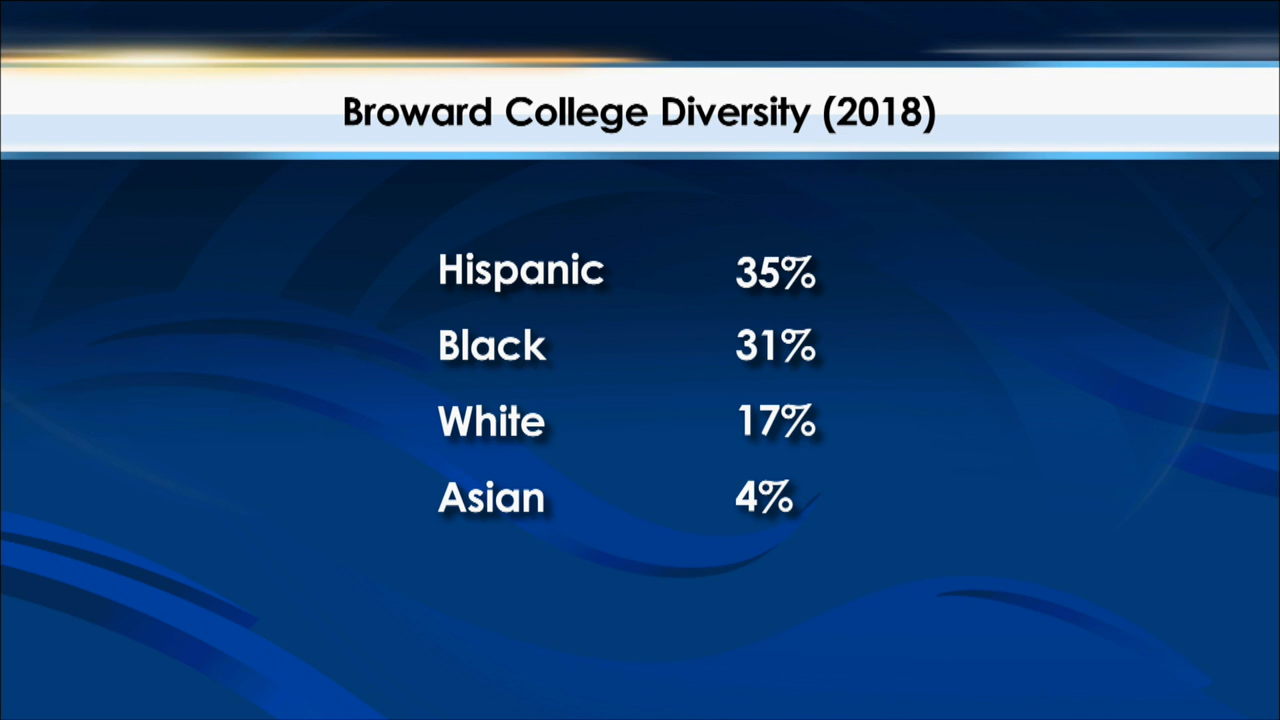 Broward College Diversity (2018)
Hispanic 35%
Black 31%
White 17%
Asian 4%